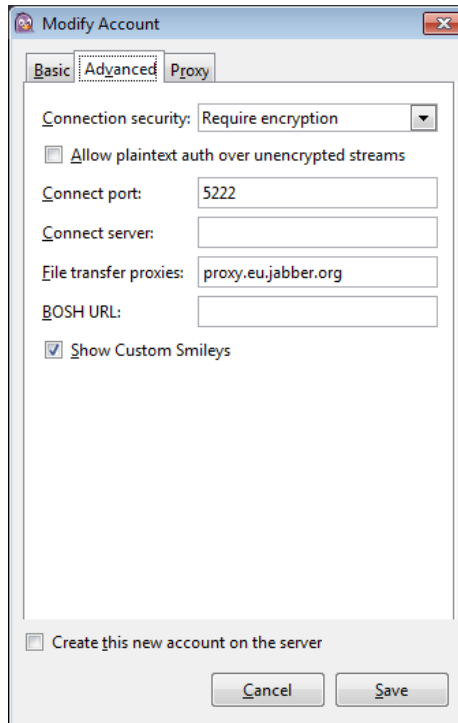 Modify Account
Basic Advanced Proxy
Connection security: Require encryption
Allow plaintext auth over unencrypted streams
Connect port: 5222
Connect server:
File transfer proxies: proxy.eu.jabber.org
BOSH URL:
Show Custom Smileys
Create this new account on the server
Cancel Save